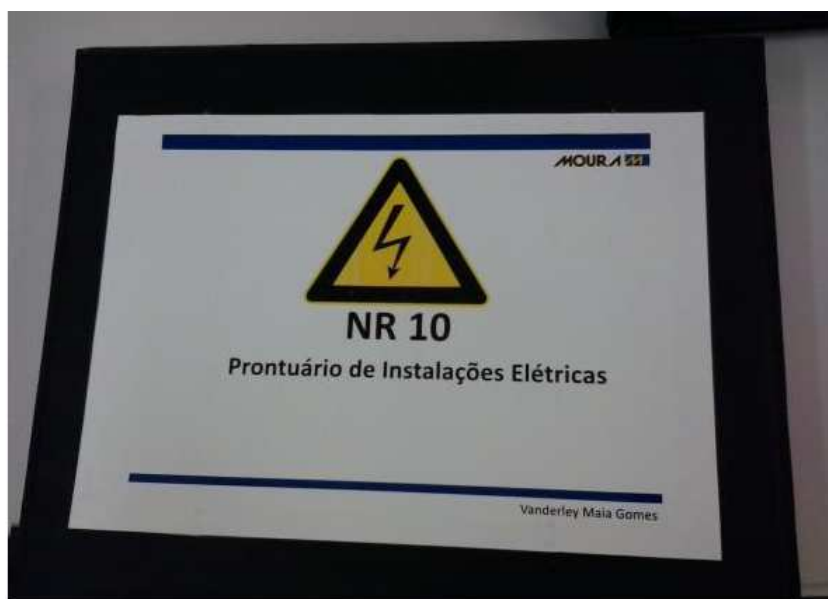 MOURA
NR 10
Prontuário de Instalações Elétricas
Vanderley Maia Gomes